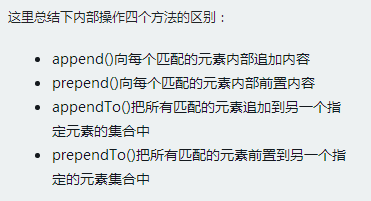 这里总结下内部操作四个方法的区别：
append()向每个匹配的元素内部追加内容
prepend()向每个匹配的元素内部前置内容
appendTo()把所有匹配的元素追加到另一个指
定元素的集合中
prependTo()把所有匹配的元素前置到另一个指
定的元素集合中